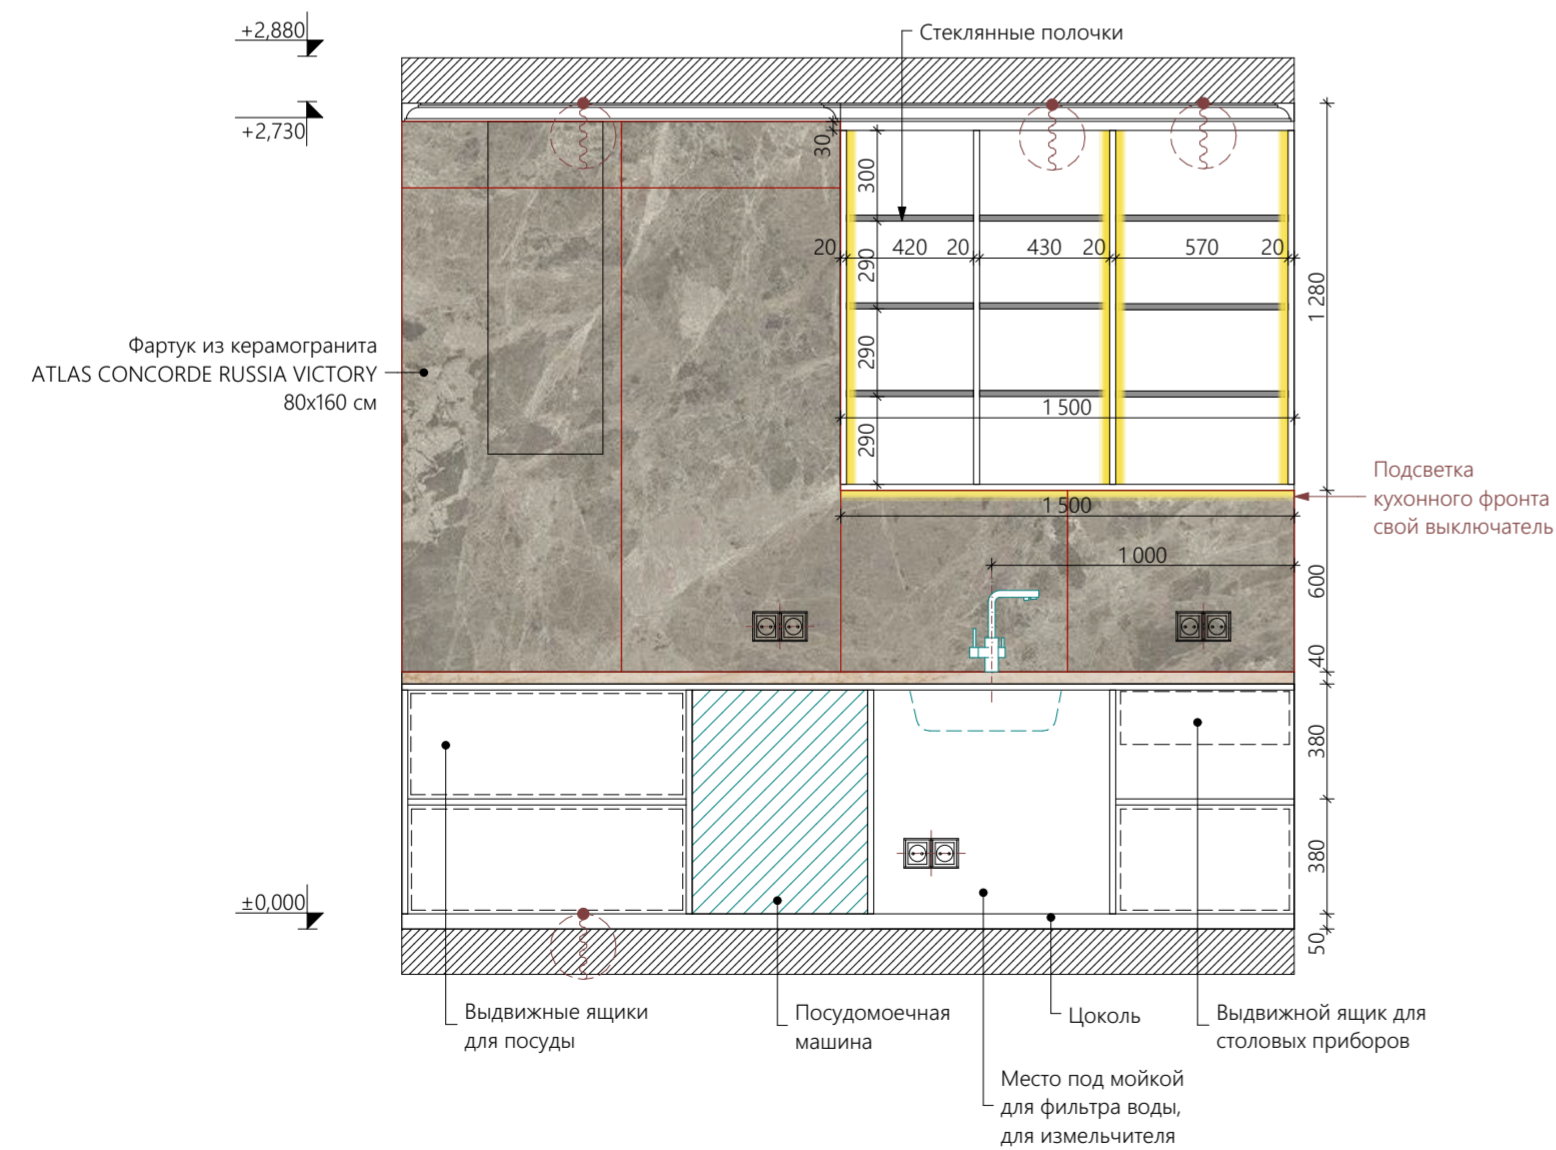 +2,880
Стеклянные полочки
+2,730
30
300
20
420
20
430
20
570
20
290
1 280
290
Фартук из керамогранита
ATLAS CONCORDE RUSSIA VICTORY
80x160 см
1 500
290
Подсветка
кухонного фронта
свой выключатель
1 500
1 000
600
40
380
380
±0,000
50
Выдвижные ящики
для посуды
Посудомоечная
машина
Цоколь
Выдвижной ящик для
столовых приборов
Место под мойкой
для фильтра воды,
для измельчителя